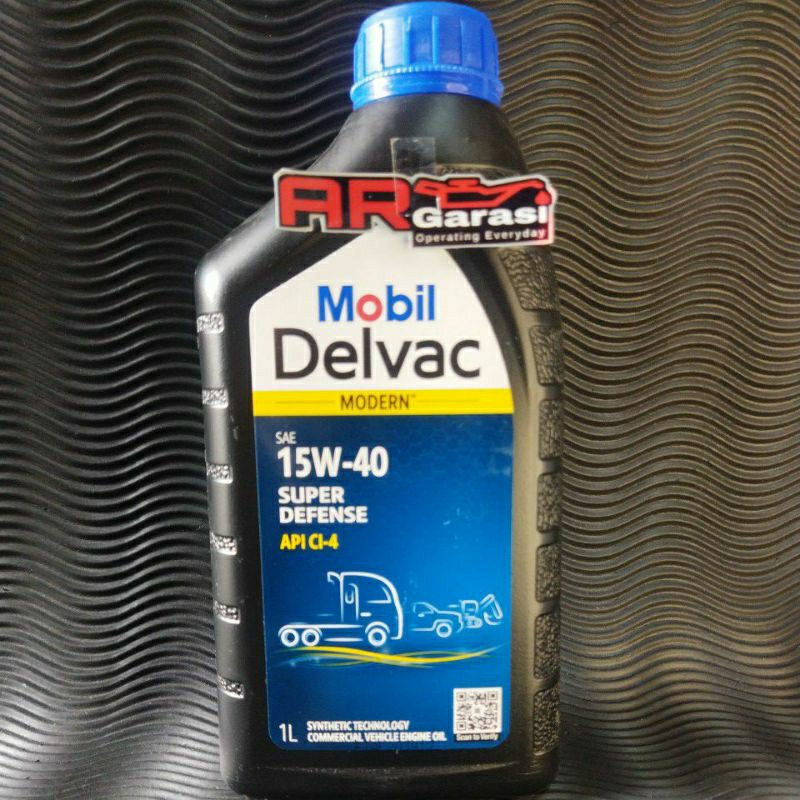 AR Garasi
Operating Everyday
Mobil
Delvac
MODERN™
SAE
15W-40
SUPER
DEFENSE
API CI-4
1L
SYNTHETIC TECHNOLOGY
COMMERCIAL VEHICLE ENGINE OIL
Scan to Verify